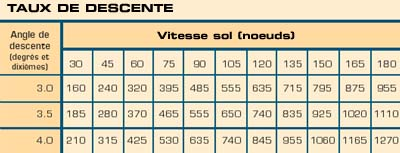 TAUX DE DESCENTE
Angle de descente (degrés et dixièmes)
Vitesse sol (noeuds)
30 45 60 75 90 105 120 135 150 165 180
3.0 160 240 320 395 485 555 635 715 795 875 955
3.5 185 280 370 465 555 650 740 835 925 1020 1110
4.0 210 315 425 530 635 740 845 955 1060 1165 1270